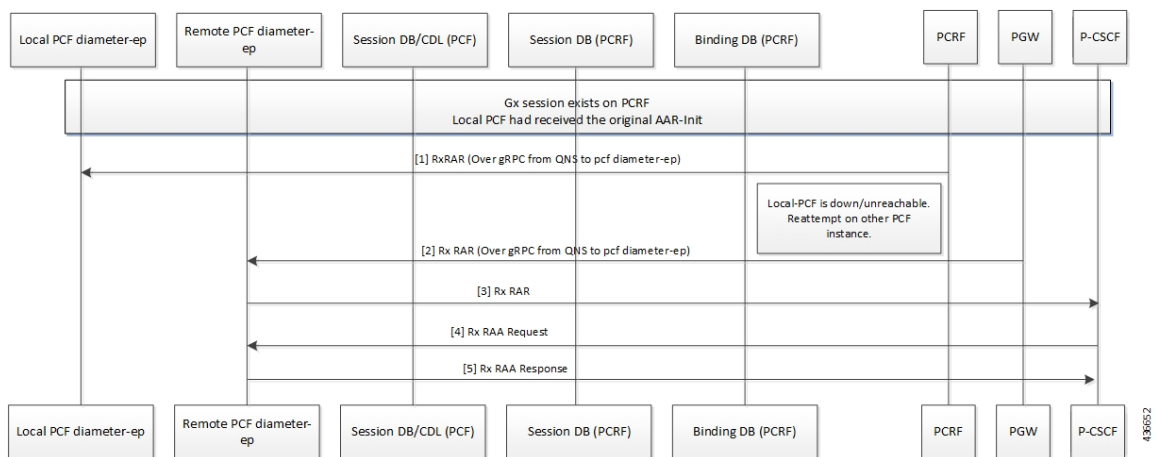 Local PCF diameter-ep
Remote PCF diameter-
ep
Session DB/CDL (PCF)
Session DB (PCRF)
Binding DB (PCRF)
PCRF
PGW
P-CSCF
Gx session exists on PCRF
Local PCF had received the original AAR-Init
[1] RxRAR (Over gRPC from QNS to pcf diameter-ep)
Local-PCF is down/unreachable.
Reattempt on other PCF
instance.
[2] Rx RAR (Over gRPC from QNS to pcf diameter-ep)
[3] Rx RAR
[4] Rx RAA Request
[5] Rx RAA Response
Local PCF diameter-ep
Remote PCF diameter-
ep
Session DB/CDL (PCF)
Session DB (PCRF)
Binding DB (PCRF)
PCRF
PGW
P-CSCF
436652